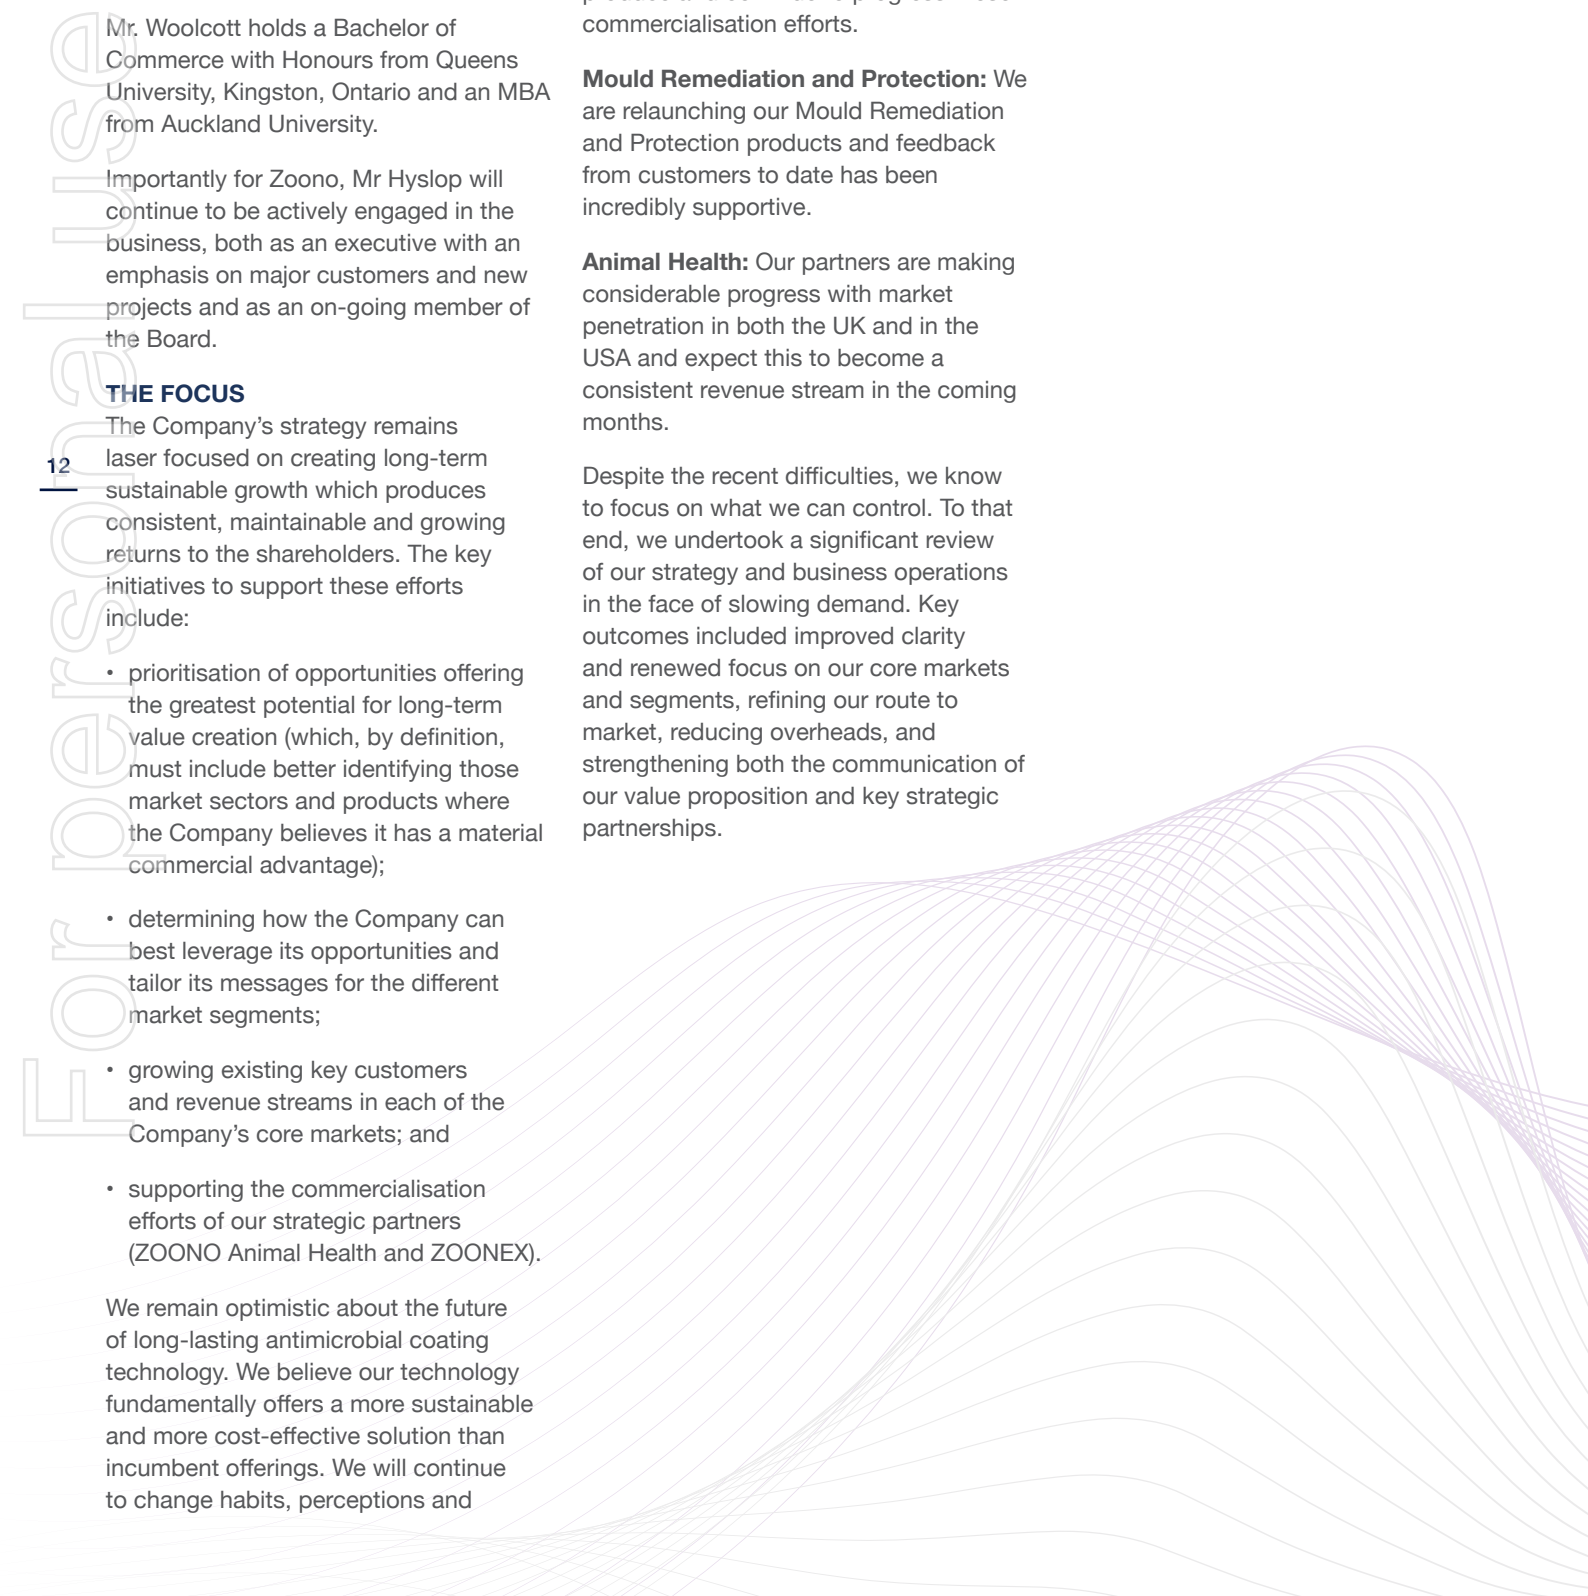 Mr. Woolcott holds a Bachelor of
Commerce with Honours from Queens
University, Kingston, Ontario and an MBA
from Auckland University.
Importantly for Zoono, Mr Hyslop will
continue to be actively engaged in the
business, both as an executive with an
emphasis on major customers and new
projects and as an on-going member of
the Board.
THE FOCUS
The Company’s strategy remains
laser focused on creating long-term
sustainable growth which produces
consistent, maintainable and growing
returns to the shareholders. The key
initiatives to support these efforts
include:
• prioritisation of opportunities offering
the greatest potential for long-term
value creation (which, by definition,
must include better identifying those
market sectors and products where
the Company believes it has a material
commercial advantage);
• determining how the Company can
best leverage its opportunities and
tailor its messages for the different
market segments;
• growing existing key customers
and revenue streams in each of the
Company’s core markets; and
• supporting the commercialisation
efforts of our strategic partners
(ZOONO Animal Health and ZOONEX).
We remain optimistic about the future
of long-lasting antimicrobial coating
technology. We believe our technology
fundamentally offers a more sustainable
and more cost-effective solution than
incumbent offerings. We will continue
to change habits, perceptions and
commercialisation efforts.
Mould Remediation and Protection: We
are relaunching our Mould Remediation
and Protection products and feedback
from customers to date has been
incredibly supportive.
Animal Health: Our partners are making
considerable progress with market
penetration in both the UK and in the
USA and expect this to become a
consistent revenue stream in the coming
months.
Despite the recent difficulties, we know
to focus on what we can control. To that
end, we undertook a significant review
of our strategy and business operations
in the face of slowing demand. Key
outcomes included improved clarity
and renewed focus on our core markets
and segments, refining our route to
market, reducing overheads, and
strengthening both the communication of
our value proposition and key strategic
partnerships.
12
For personal use